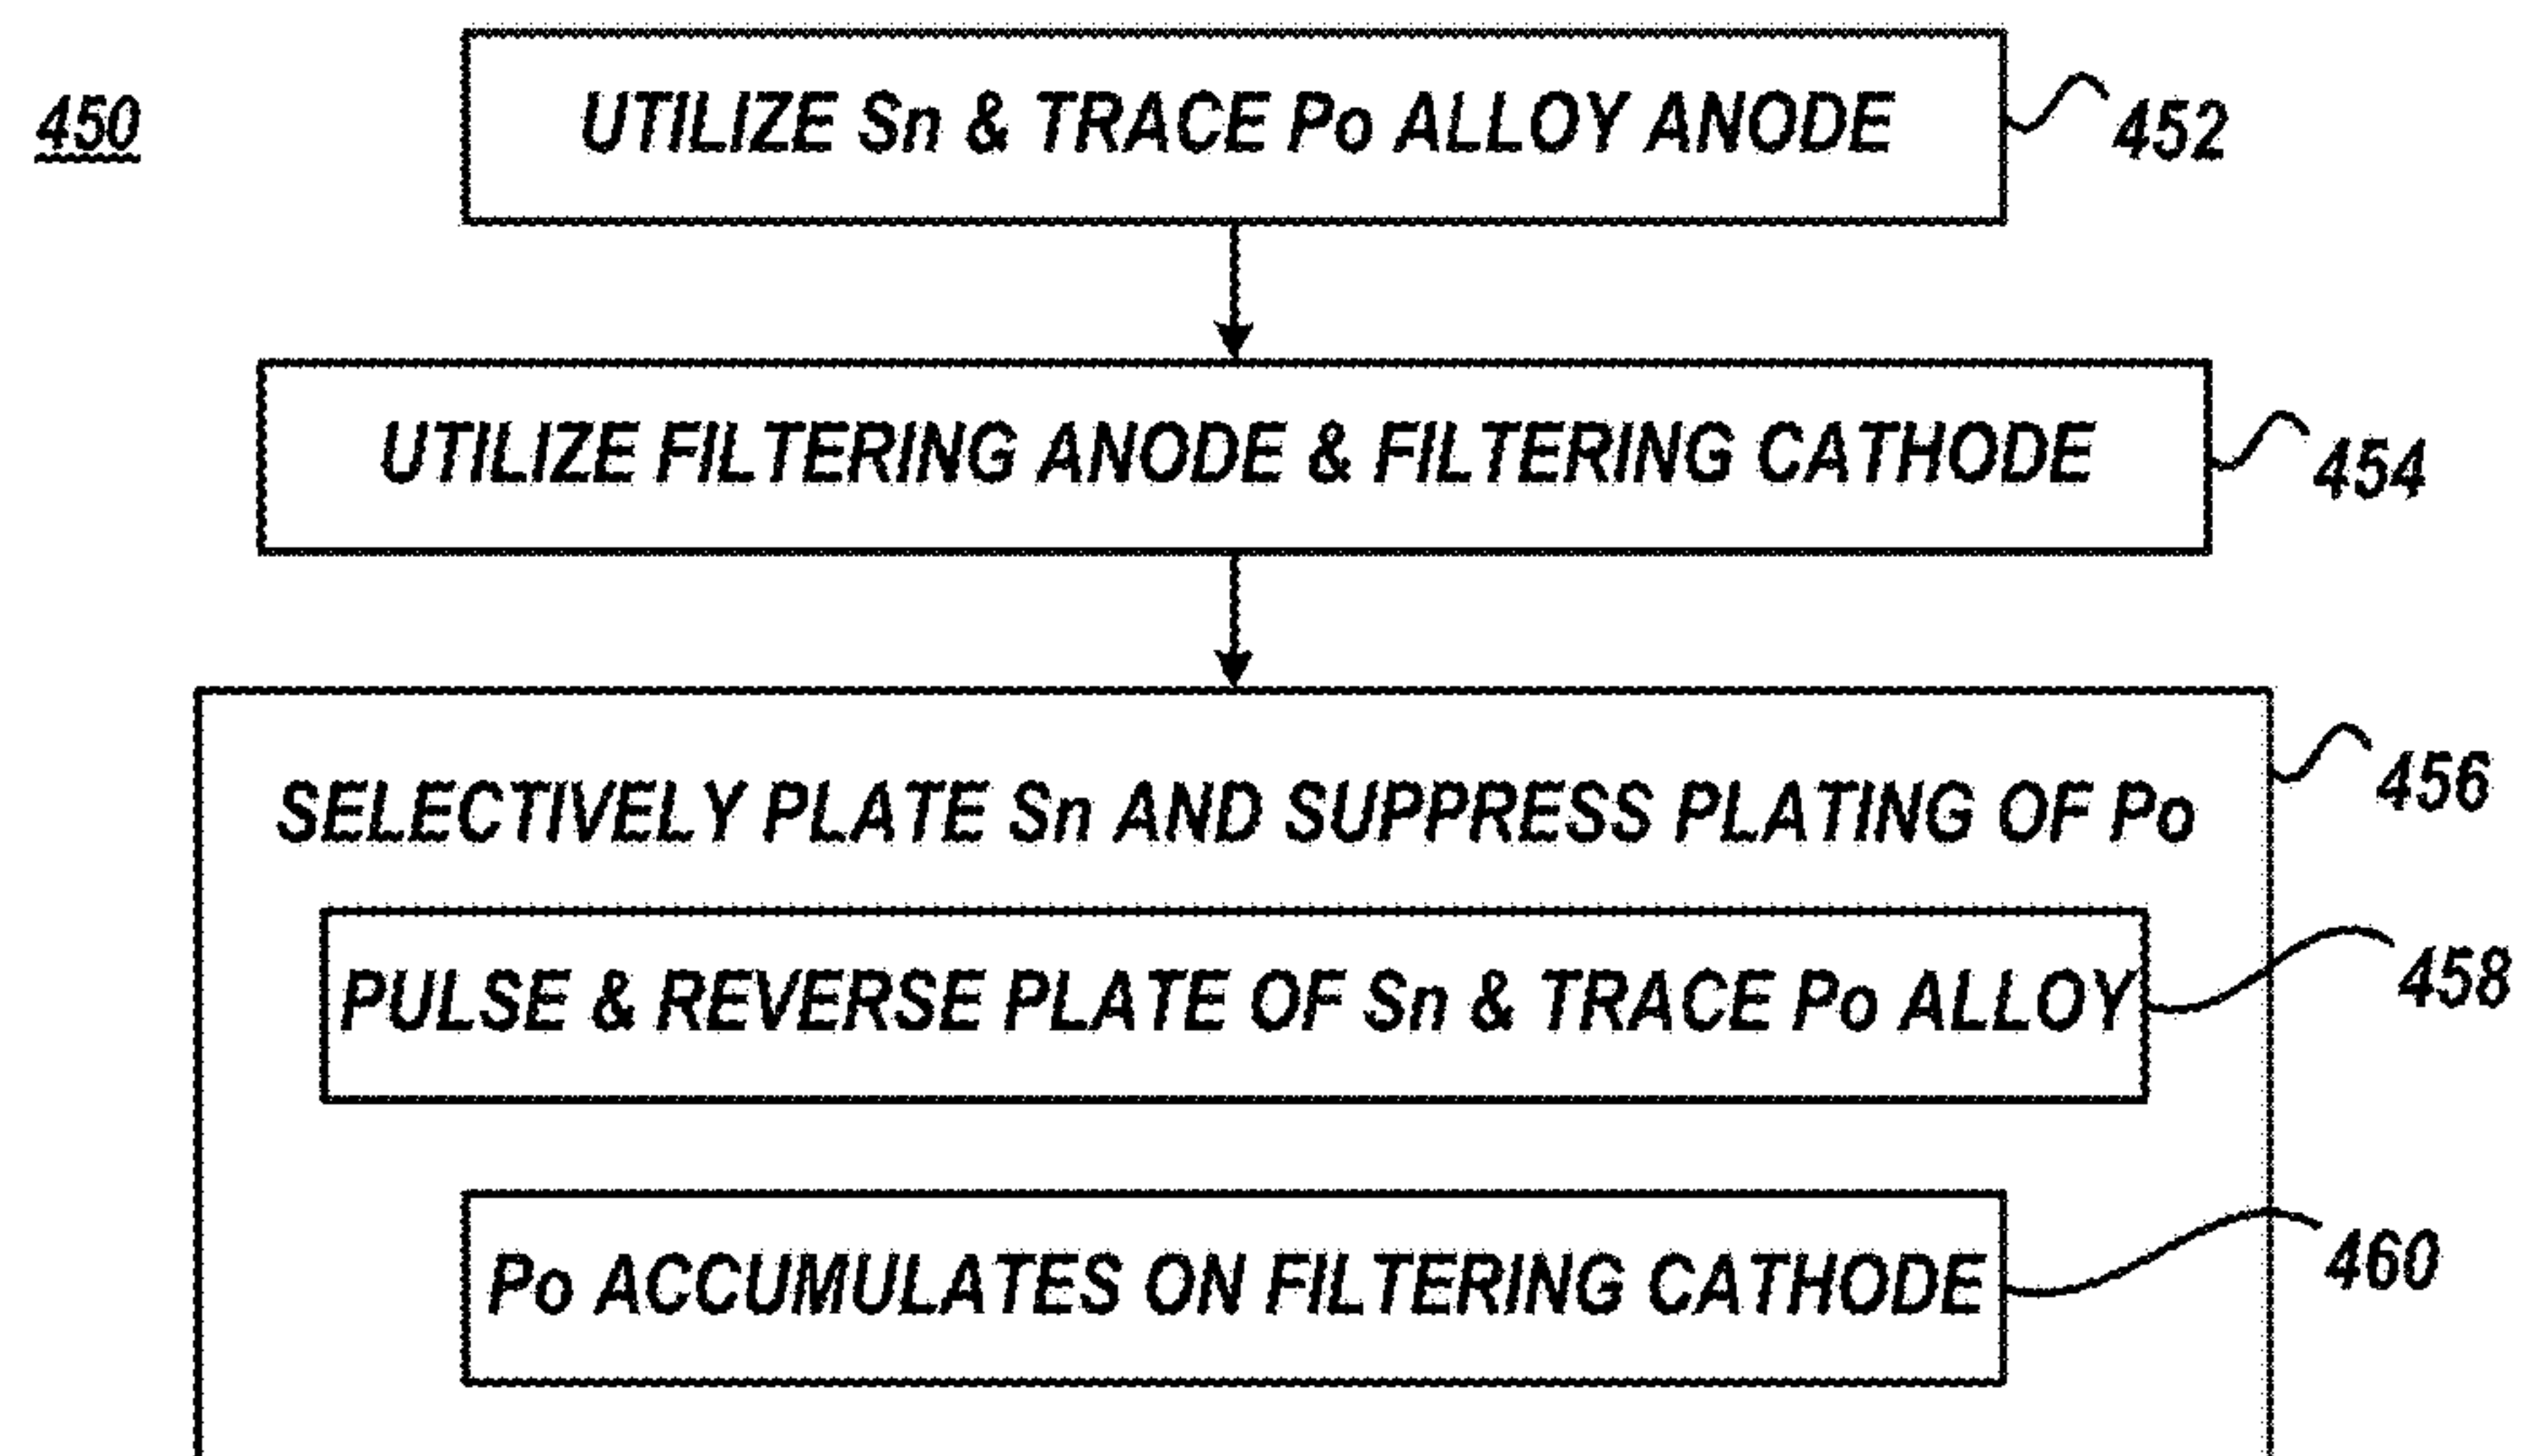 450
UTILIZE Sn & TRACE Po ALLOY ANODE
452
UTILIZE FILTERING ANODE & FILTERING CATHODE
454
SELECTIVELY PLATE Sn AND SUPPRESS PLATING OF Po
456
PULSE & REVERSE PLATE OF Sn & TRACE Po ALLOY
458
Po ACCUMULATES ON FILTERING CATHODE
460